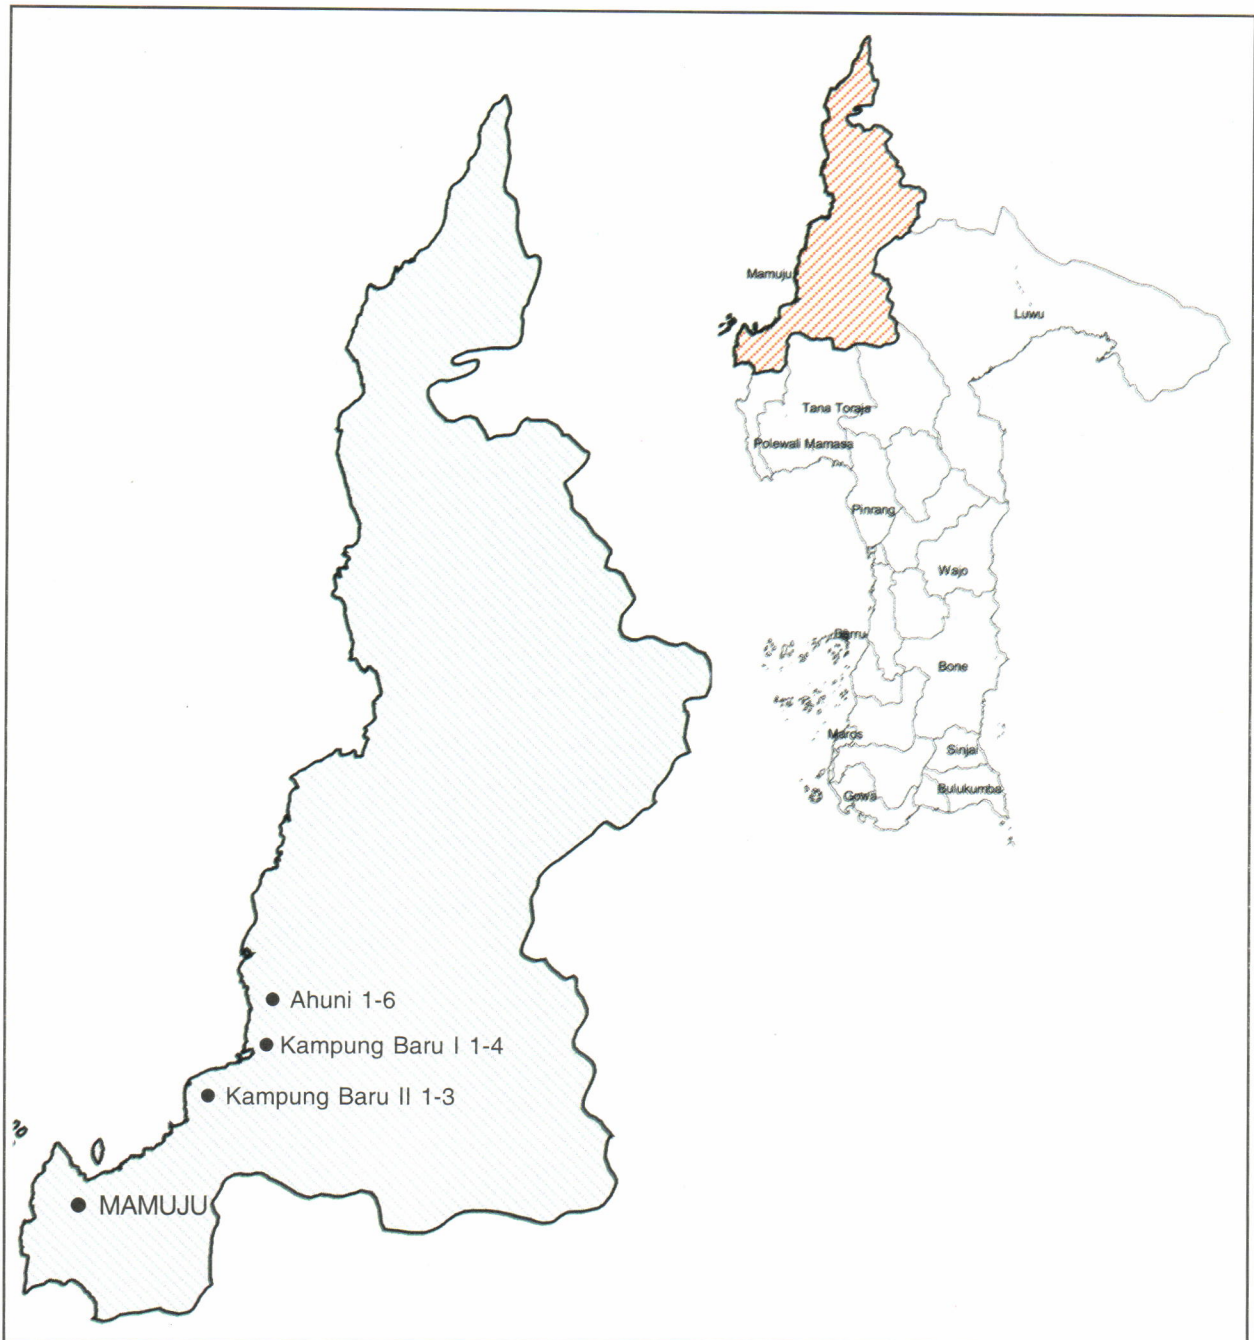 Mamuju
Luwu
Tana Toraja
Polewali Mamasa
Pinrang
Wajo
Barru
Bone
Maros
Sinjai
Gowa
Bulukumba
Ahuni 1-6
Kampung Baru I 1-4
Kampung Baru II 1-3
MAMUJU